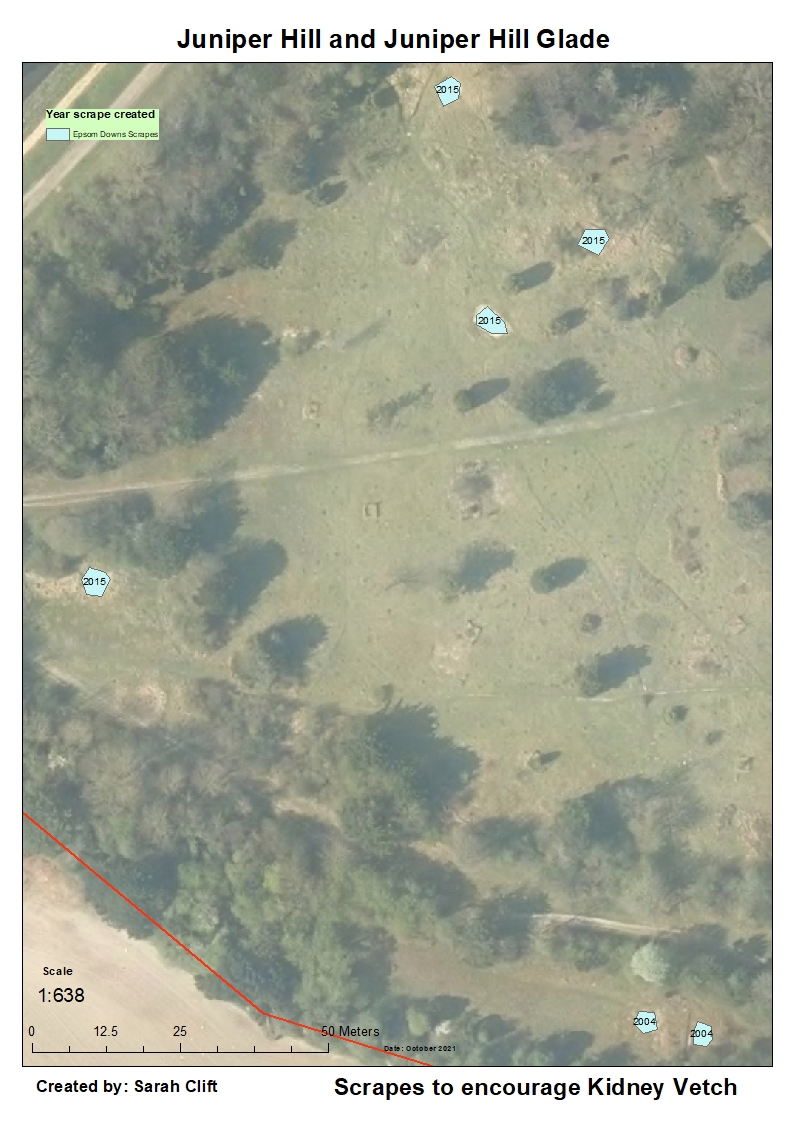 Juniper Hill and Juniper Hill Glade
2015
Year scrape created
Epsom Downs Scrapes
2015
2015
2015
Scale
1:638
2004
2004
0 12.5 25 50 Meters
Date: October 2021
Created by: Sarah Clift
Scrapes to encourage Kidney Vetch